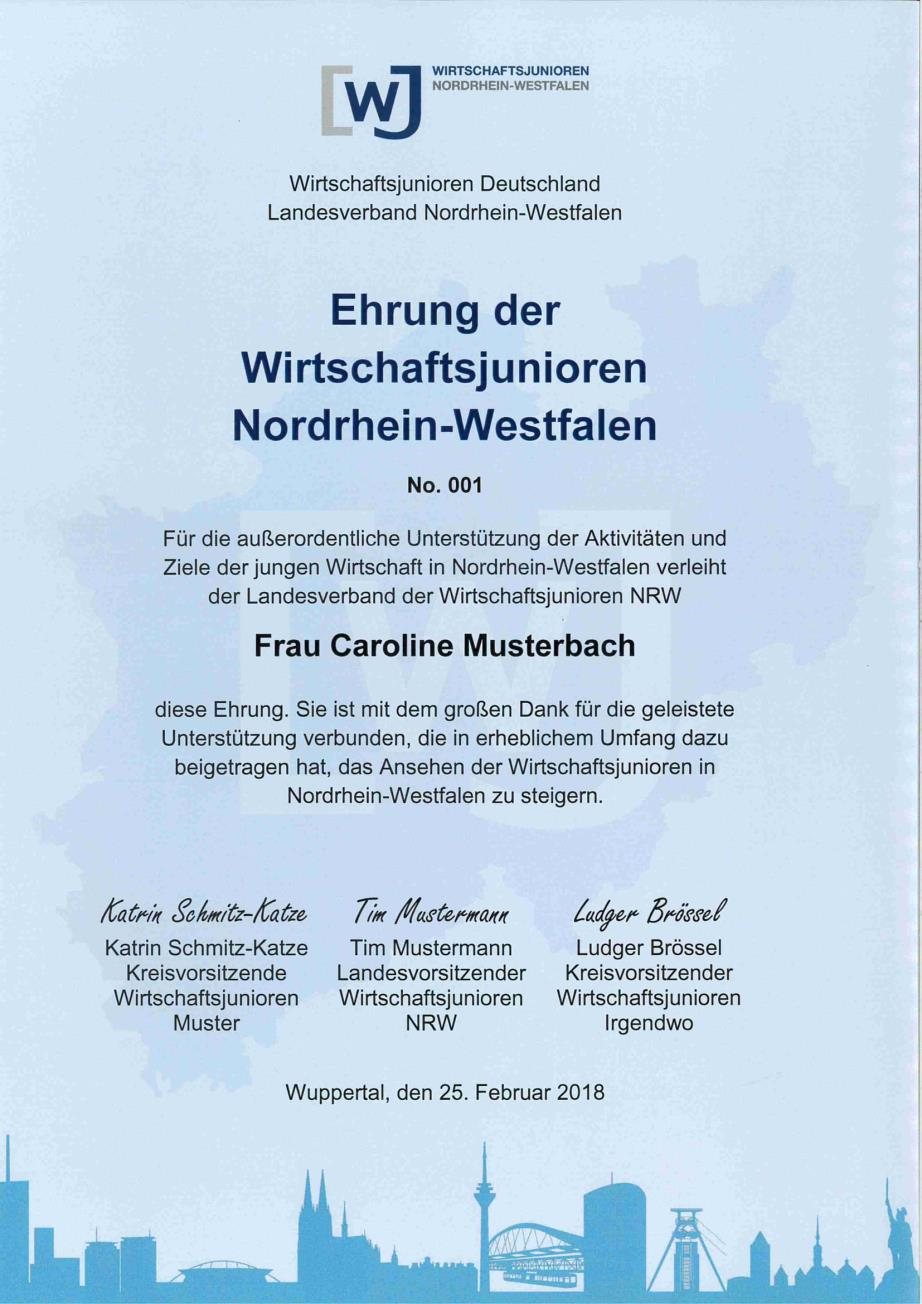 WJ WIRTSCHAFTSJUNIOREN
NORDRHEIN-WESTFALEN
Wirtschaftsjunioren Deutschland
Landesverband Nordrhein-Westfalen
Ehrung der
Wirtschaftsjunioren
Nordrhein-Westfalen
No. 001
Für die außerordentliche Unterstützung der Aktivitäten und
Ziele der jungen Wirtschaft in Nordrhein-Westfalen verleiht
der Landesverband der Wirtschaftsjunioren NRW
Frau Caroline Musterbach
diese Ehrung. Sie ist mit dem großen Dank für die geleistete
Unterstützung verbunden, die in erheblichem Umfang dazu
beigetragen hat, das Ansehen der Wirtschaftsjunioren in
Nordrhein-Westfalen zu steigern.
Katrin Schmitz-Katze
Katrin Schmitz-Katze
Kreisvorsitzende
Wirtschaftsjunioren
Muster
Tim Mustermann
Tim Mustermann
Landesvorsitzender
Wirtschaftsjunioren
NRW
Ludger Brössel
Ludger Brössel
Kreisvorsitzender
Wirtschaftsjunioren
Irgendwo
Wuppertal, den 25. Februar 2018